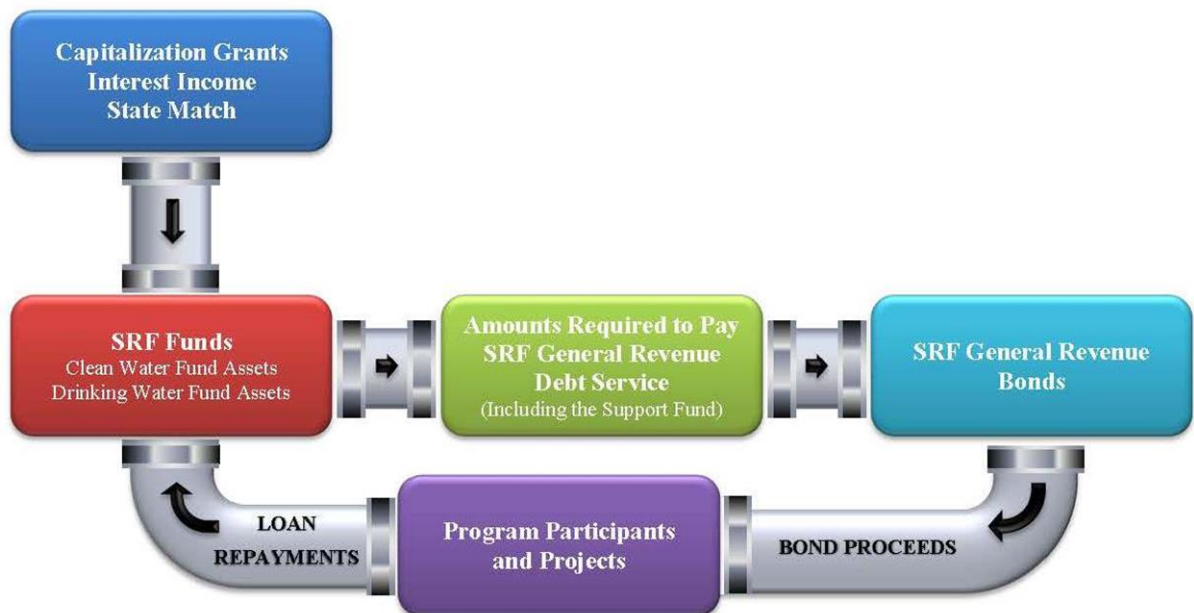 Capitalization Grants
Interest Income
State Match
SRF Funds
Clean Water Fund Assets
Drinking Water Fund Assets
Amounts Required to Pay
SRF General Revenue
Debt Service
(Including the Support Fund)
SRF General Revenue
Bonds
LOAN
REPAYMENTS
Program Participants
and Projects
BOND PROCEEDS